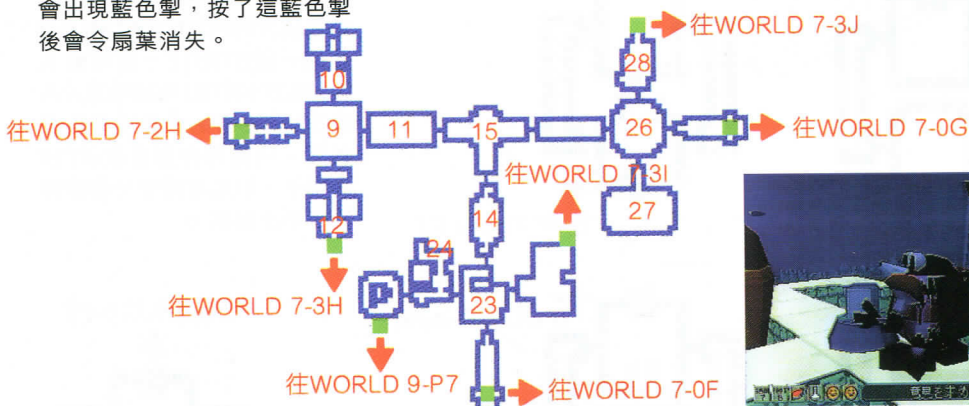 會出現藍色掣，按了這藍色掣
後會令扇葉消失。
往WORLD 7-3J
28
10
往WORLD 7-2H
9
11
15
26
往WORLD 7-0G
往WORLD 7-3I
12
14
27
24
往WORLD 7-3H
P
23
往WORLD 9-P7
往WORLD 7-0F